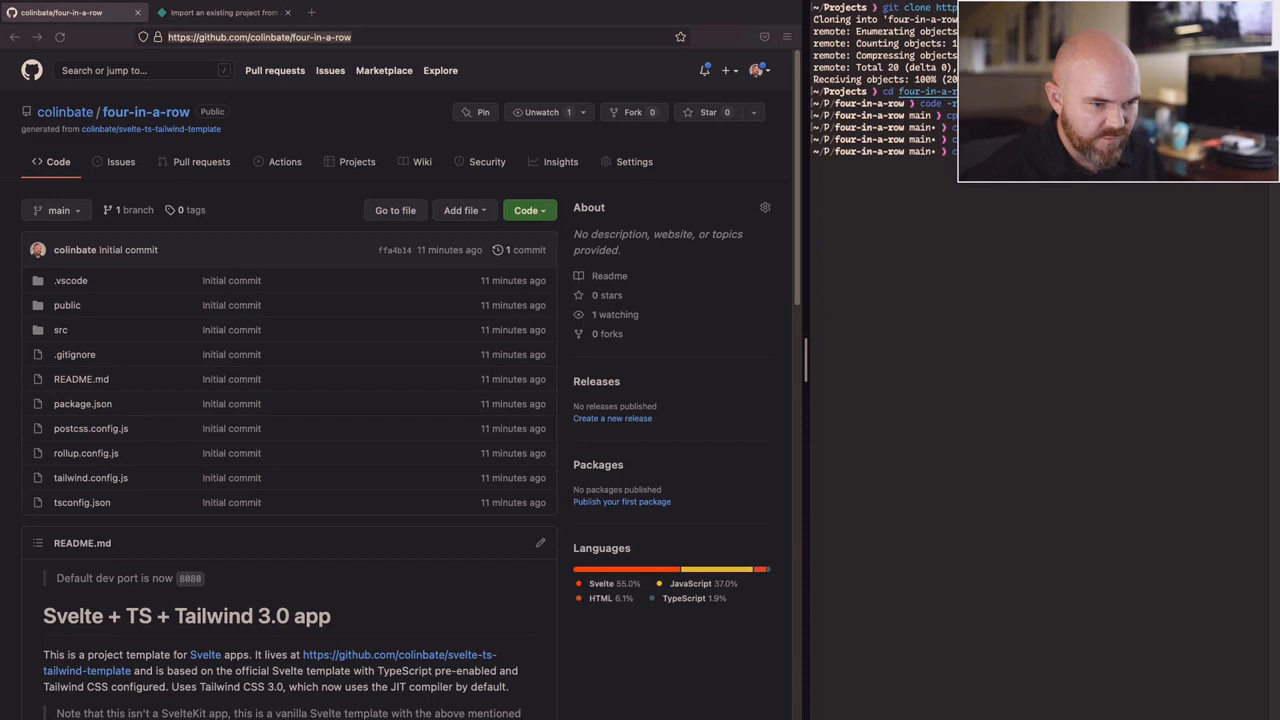 colinbate/four-in-a-row
Import an existing project from
https://github.com/colinbate/four-in-a-row
Search or jump to...
/
Pull requests
Issues
Marketplace
Explore
colinbate / four-in-a-row
Public
generated from colinbate/svelte-ts-tailwind-template
Pin
Unwatch 1
Fork 0
Star 0
Code
Issues
Pull requests
Actions
Projects
Wiki
Security
Insights
Settings
main
1 branch
0 tags
Go to file
Add file
Code
colinbate Initial commit
ffa4b14 11 minutes ago
1 commit
.vscode Initial commit 11 minutes ago
public Initial commit 11 minutes ago
src Initial commit 11 minutes ago
.gitignore Initial commit 11 minutes ago
README.md Initial commit 11 minutes ago
package.json Initial commit 11 minutes ago
postcss.config.js Initial commit 11 minutes ago
rollup.config.js Initial commit 11 minutes ago
tailwind.config.js Initial commit 11 minutes ago
tsconfig.json Initial commit 11 minutes ago
README.md
Default dev port is now 8080
Svelte + TS + Tailwind 3.0 app
This is a project template for Svelte apps. It lives at https://github.com/colinbate/svelte-ts-
tailwind-template and is based on the official Svelte template with TypeScript pre-enabled and
Tailwind CSS configured. Uses Tailwind CSS 3.0, which now uses the JIT compiler by default.
Note that this isn't a SvelteKit app, this is a vanilla Svelte template with the above mentioned
About
No description, website, or topics
provided.
Readme
0 stars
1 watching
0 forks
Releases
No releases published
Create a new release
Packages
No packages published
Publish your first package
Languages
Svelte 55.0%
JavaScript 37.0%
HTML 6.1%
TypeScript 1.9%
~/Projects ❯ git clone http
Cloning into 'four-in-a-row
remote: Enumerating objects
remote: Counting objects: 1
remote: Compressing objects
remote: Total 20 (delta 0),
Receiving objects: 100% (20
~/Projects ❯ cd four-in-a-r
~/P/four-in-a-row ❯ code -r
~/P/four-in-a-row main ❯ cp
~/P/four-in-a-row main• ❯ c
~/P/four-in-a-row main• ❯ c
~/P/four-in-a-row main• ❯ c